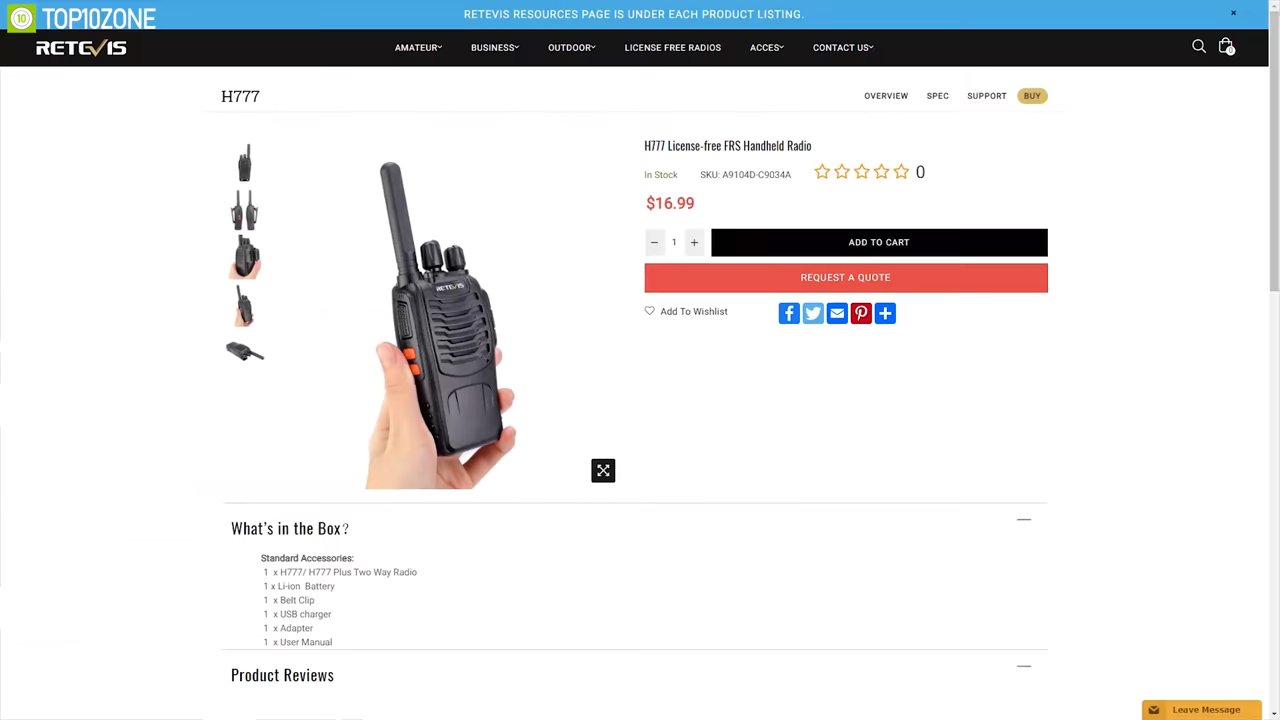 10 TOP10ZONE
RETEVIS RESOURCES PAGE IS UNDER EACH PRODUCT LISTING.
×
RETEVIS
AMATEUR BUSINESS OUTDOOR LICENSE FREE RADIOS ACCES CONTACT US
0
H777
OVERVIEW SPEC SUPPORT BUY
H777 License-free FRS Handheld Radio
In Stock SKU: A9104D-C9034A 0
$16.99
− 1 + ADD TO CART
REQUEST A QUOTE
Add To Wishlist
RETEVIS
What's in the Box?
Standard Accessories:
1 x H777/ H777 Plus Two Way Radio
1 x Li-ion Battery
1 x Belt Clip
1 x USB charger
1 x Adapter
1 x User Manual
Product Reviews
Leave Message